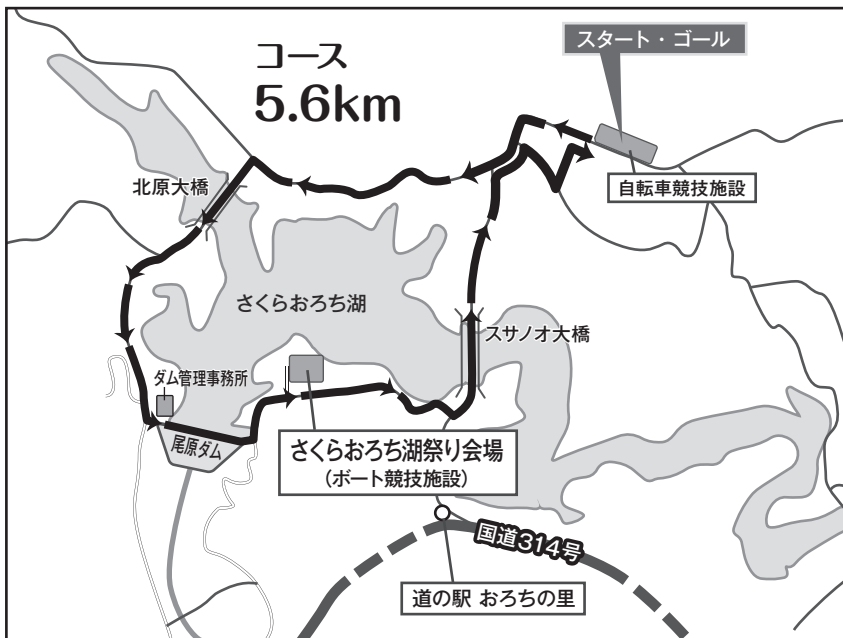 コース
5.6km
スタート・ゴール
自転車競技施設
北原大橋
さくらおろち湖
スサノオ大橋
ダム管理事務所
尾原ダム
さくらおろち湖祭り会場
(ボート競技施設)
国道314号
道の駅 おろちの里